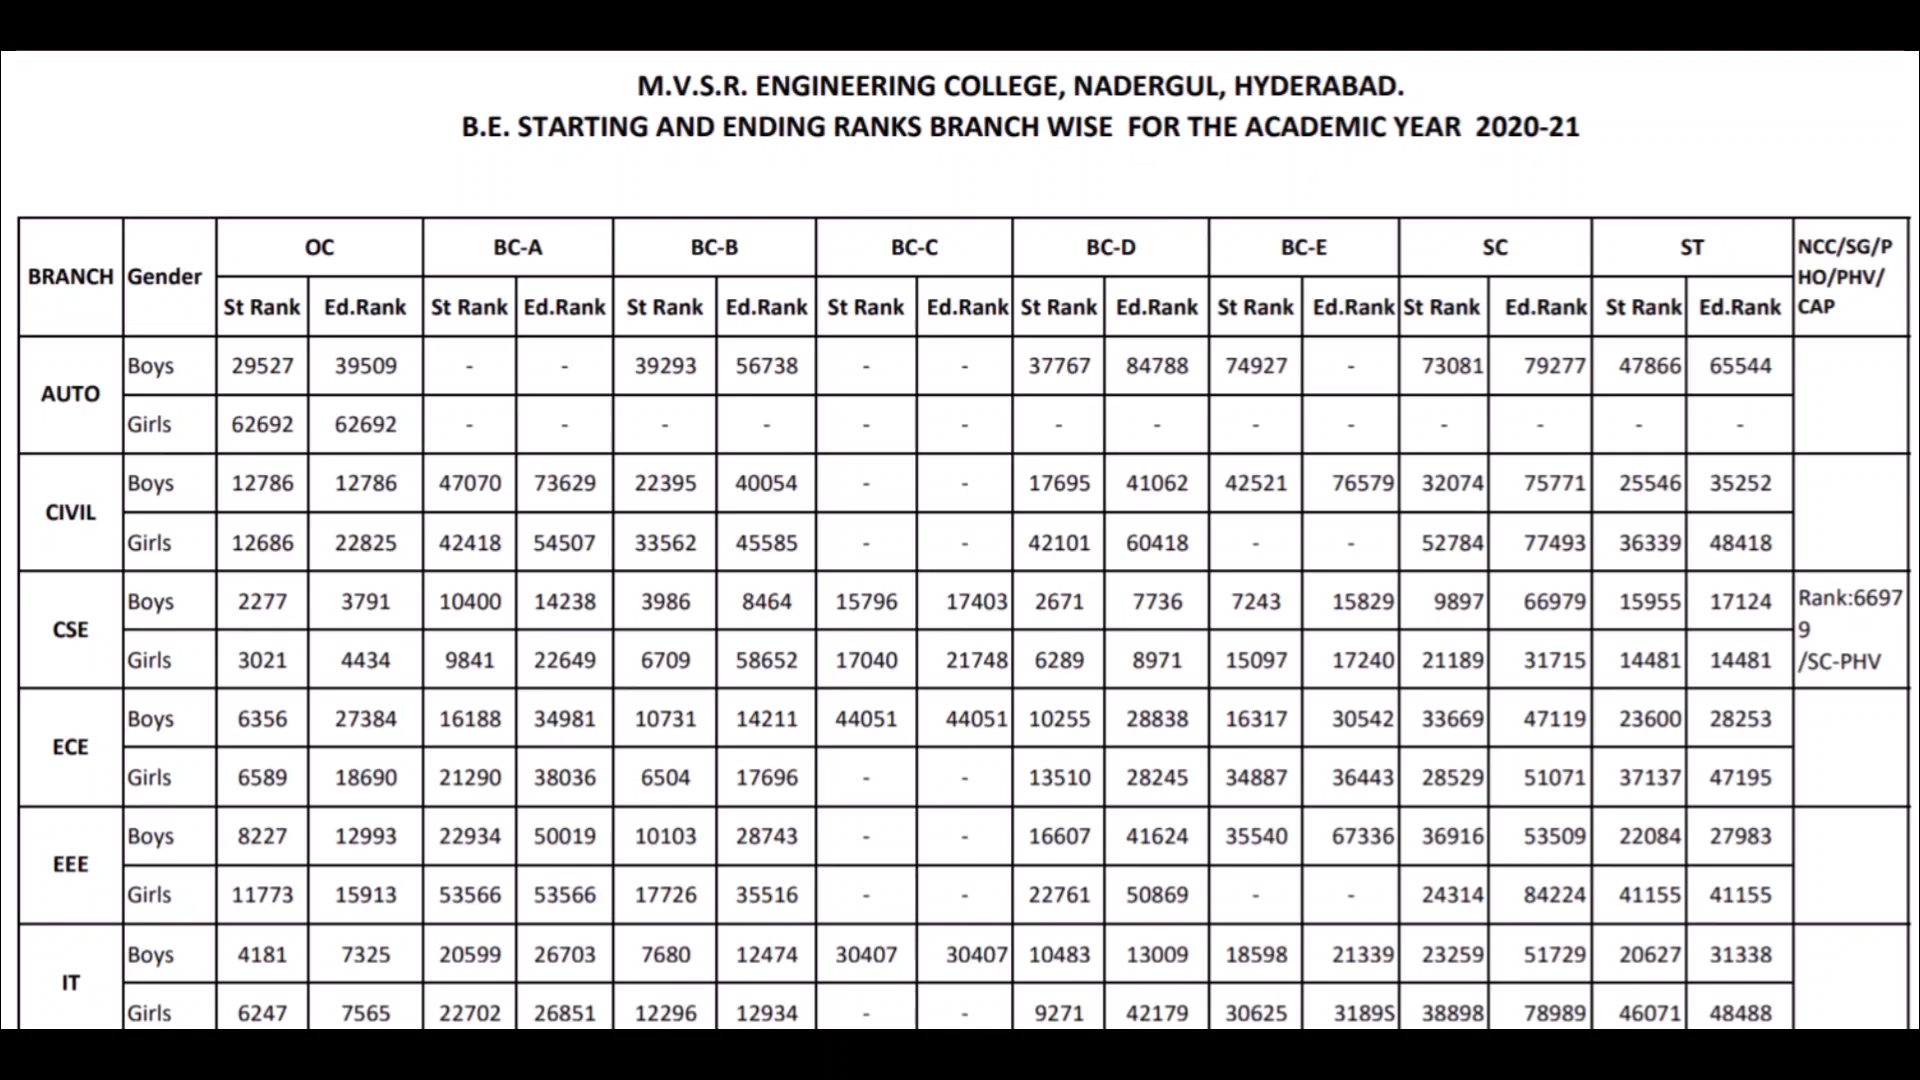 M.V.S.R. ENGINEERING COLLEGE, NADERGUL, HYDERABAD.
B.E. STARTING AND ENDING RANKS BRANCH WISE FOR THE ACADEMIC YEAR 2020-21
BRANCH Gender OC BC-A BC-B BC-C BC-D BC-E SC ST NCC/SG/P
HO/PHV/
CAP
St Rank Ed.Rank St Rank Ed.Rank St Rank Ed.Rank St Rank Ed.Rank St Rank Ed.Rank St Rank Ed.Rank St Rank Ed.Rank St Rank Ed.Rank
AUTO
Boys 29527 39509 - - 39293 56738 - - 37767 84788 74927 - 73081 79277 47866 65544
Girls 62692 62692 - - - - - - - - - - - - - -
CIVIL
Boys 12786 12786 47070 73629 22395 40054 - - 17695 41062 42521 76579 32074 75771 25546 35252
Girls 12686 22825 42418 54507 33562 45585 - - 42101 60418 - - 52784 77493 36339 48418
CSE
Boys 2277 3791 10400 14238 3986 8464 15796 17403 2671 7736 7243 15829 9897 66979 15955 17124
Girls 3021 4434 9841 22649 6709 58652 17040 21748 6289 8971 15097 17240 21189 31715 14481 14481
Rank:6697
9
/SC-PHV
ECE
Boys 6356 27384 16188 34981 10731 14211 44051 44051 10255 28838 16317 30542 33669 47119 23600 28253
Girls 6589 18690 21290 38036 6504 17696 - - 13510 28245 34887 36443 28529 51071 37137 47195
EEE
Boys 8227 12993 22934 50019 10103 28743 - - 16607 41624 35540 67336 36916 53509 22084 27983
Girls 11773 15913 53566 53566 17726 35516 - - 22761 50869 - - 24314 84224 41155 41155
IT
Boys 4181 7325 20599 26703 7680 12474 30407 30407 10483 13009 18598 21339 23259 51729 20627 31338
Girls 6247 7565 22702 26851 12296 12934 - - 9271 42179 30625 3189S 38898 78989 46071 48488